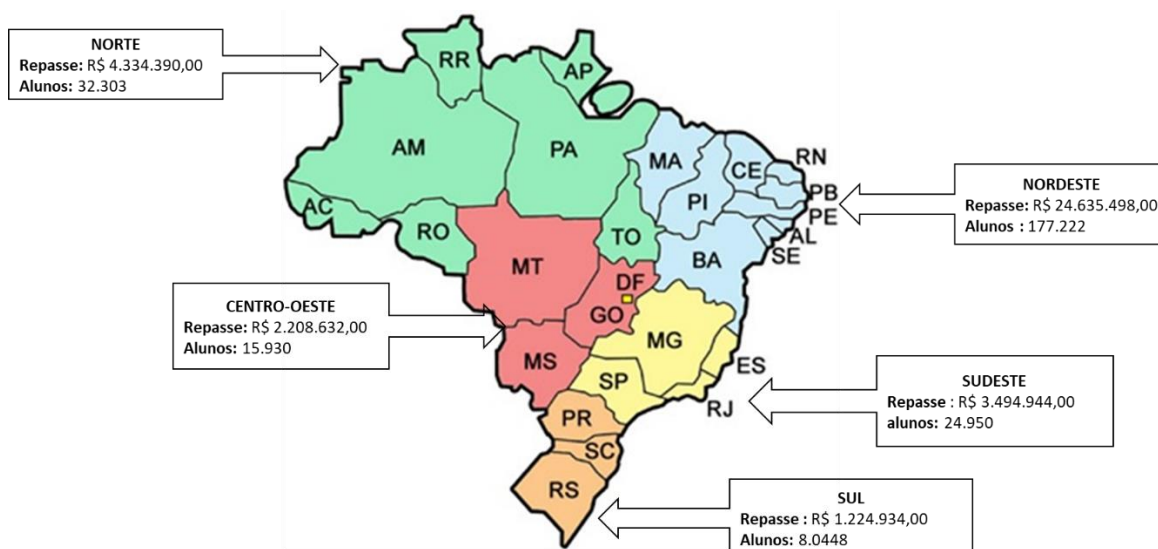 NORTE
Repasse: R$ 4.334.390,00
Alunos: 32.303
RR
AP
AM
PA
MA
CE
RN
PB
PI
PE
AC
AL
RO
TO
SE
BA
MT
DF
GO
MG
MS
ES
SP
RJ
PR
SC
RS
NORDESTE
Repasse: R$ 24.635.498,00
Alunos : 177.222
CENTRO-OESTE
Repasse: R$ 2.208.632,00
Alunos: 15.930
SUDESTE
Repasse : R$ 3.494.944,00
alunos: 24.950
SUL
Repasse : R$ 1.224.934,00
Alunos: 8.0448